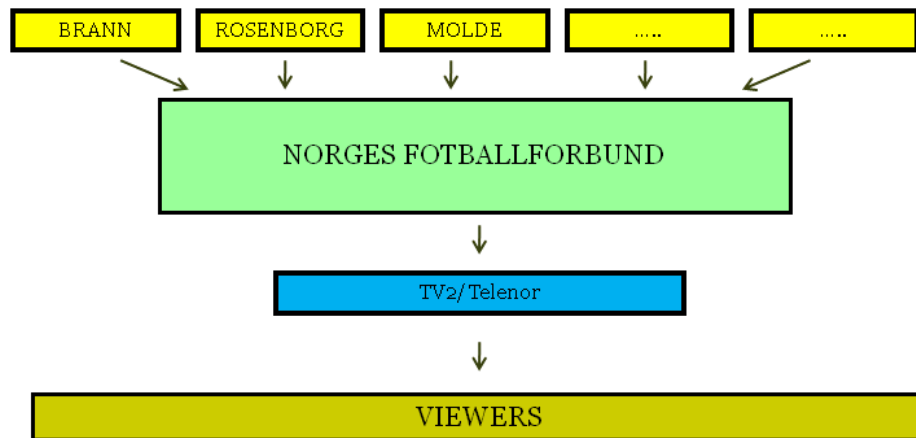 BRANN
ROSENBORG
MOLDE
.....
.....
NORGES FOTBALLFORBUND
TV2/Telenor
VIEWERS